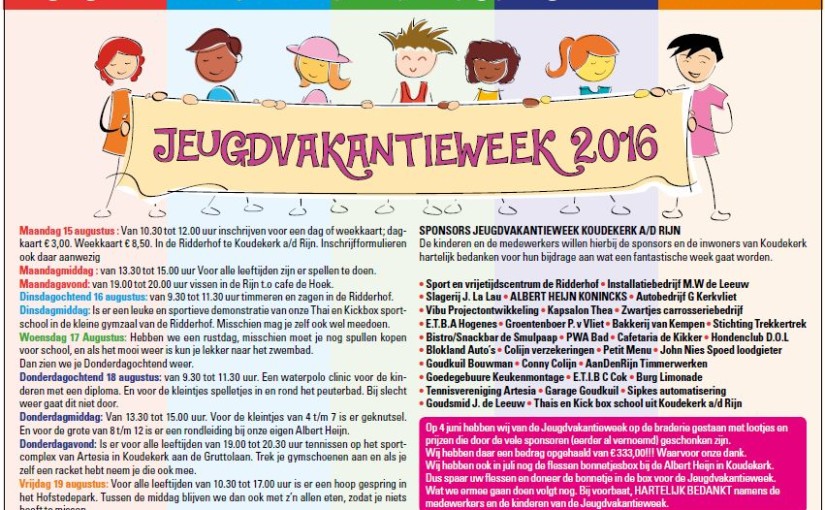 JEUGDVAKANTIEWEEK 2016
Maandag 15 augustus : Van 10.30 tot 12.00 uur inschrijven voor een dag of weekkaart; dag-
kaart € 3,00. Weekkaart € 8,50. In de Ridderhof te Koudekerk a/d Rijn. Inschrijfformulieren
ook daar aanwezig
Maandagmiddag : van 13.30 tot 15.00 uur Voor alle leeftijden zijn er spellen te doen.
Maandagavond: van 19.00 tot 20.00 uur vissen in de Rijn t.o cafe de Hoek.
Dinsdagochtend 16 augustus: van 9.30 tot 11.30 uur timmeren en zagen in de Ridderhof.
Dinsdagmiddag: Is er een leuke en sportieve demonstratie van onze Thai en Kickbox sport-
school in de kleine gymzaal van de Ridderhof. Misschien mag je zelf ook wel meedoen.
Woensdag 17 Augustus: Hebben we een rustdag, misschien moet je nog spullen kopen
voor school, en als het mooi weer is kun je lekker naar het zwembad.
Dan zien we je Donderdagochtend weer.
Donderdagochtend 18 augustus: van 9.30 tot 11.30 uur. Een waterpolo clinic voor de kin-
deren met een diploma. En voor de kleintjes spelletjes in en rond het peuterbad. Bij slecht
weer gaat dit niet door.
Donderdagmiddag: Van 13.30 tot 15.00 uur. Voor de kleintjes van 4 t/m 7 is er geknutsel.
En voor de grote van 8 t/m 12 is er een rondleiding bij onze eigen Albert Heijn.
Donderdagavond: Is er voor alle leeftijden van 19.00 tot 20.30 uur tennissen op het sport-
complex van Artesia in Koudekerk aan de Gruttolaan. Trek je gymschoenen aan en als je
zelf een racket hebt neem je die ook mee.
Vrijdag 19 augustus: Voor alle leeftijden van 10.30 tot 17.00 uur is er een hoop gespring in
het Hofstedepark. Tussen de middag blijven we dan ook met z'n allen eten, zodat je niets
hoeft te missen
SPONSORS JEUGDVAKANTIEWEEK KOUDEKERK A/D RIJN
De kinderen en de medewerkers willen hierbij de sponsors en de inwoners van Koudekerk
hartelijk bedanken voor hun bijdrage aan wat een fantastische week gaat worden.
• Sport en vrijetijdscentrum de Ridderhof • Installatiebedrijf M.W de Leeuw
• Slagerij J. La Lau • ALBERT HEIJN KONINCKS • Autobedrijf G Kerkvliet
• Vibu Projectontwikkeling • Kapsalon Thea • Zwartjes carrosseriebedrijf
• E.T.B.A Hogenes • Groentenboer P. v Vliet • Bakkerij van Kempen • Stichting Trekkertrek
• Bistro/Snackbar de Smulpaap • PWA Bad • Cafetaria de Kikker • Hondenclub D.O.L
• Blokland Auto's • Colijn verzekeringen • Petit Menu • John Nies Spoed loodgieter
• Goudkuil Bouwman • Conny Colijn • AanDenRijn Timmerwerken
• Goedegebuure Keukenmontage • E.T.I.B C Cok • Burg Limonade
• Tennisvereniging Artesia • Garage Goudkuil • Sipkes automatisering
• Goudsmid J. de Leeuw • Thais en Kick box school uit Koudekerk a/d Rijn
Op 4 juni hebben wij van de Jeugdvakantieweek op de braderie gestaan met lootjes en
prijzen die door de vele sponsoren (eerder al vernoemd) geschonken zijn.
Wij hebben daar een bedrag opgehaald van € 333,00!!! Waarvoor onze dank.
Wij hebben ook in juli nog de flessen bonnetjesbox bij de Albert Heijn in Koudekerk.
Dus spaar uw flessen en doneer de bonnetje in de box voor de Jeugdvakantieweek.
Wat we ermee gaan doen volgt nog. Bij voorbaat, HARTELIJK BEDANKT namens de
medewerkers en de kinderen van de Jeugdvakantieweek.